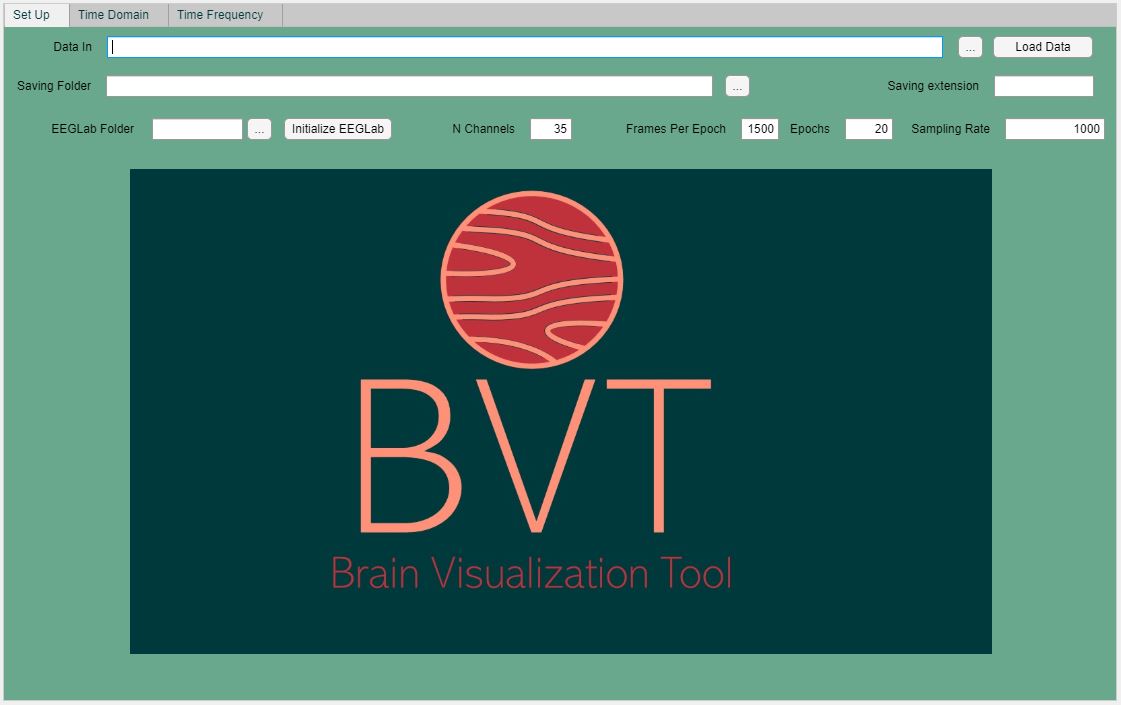 Set Up Time Domain Time Frequency
Data In ... Load Data
Saving Folder ... Saving extension
EEGLab Folder ... Initialize EEGLab N Channels 35 Frames Per Epoch 1500 Epochs 20 Sampling Rate 1000
BVT
Brain Visualization Tool